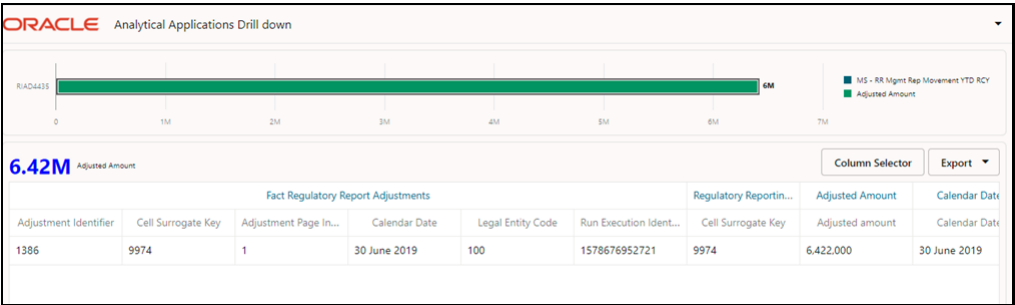 ORACLE Analytical Applications Drill down
RIAD4435
6M
MS - RR Mgmt Rep Movement YTD RCY
Adjusted Amount
0 1M 2M 3M 4M 5M 6M 7M
6.42M Adjusted Amount
Column Selector Export
Fact Regulatory Report Adjustments Regulatory Reportin... Adjusted Amount Calendar Date
Adjustment Identifier Cell Surrogate Key Adjustment Page In... Calendar Date Legal Entity Code Run Execution Ident... Cell Surrogate Key Adjusted amount Calendar Date
1386 9974 1 30 June 2019 100 1578676952721 9974 6,422,000 30 June 2019